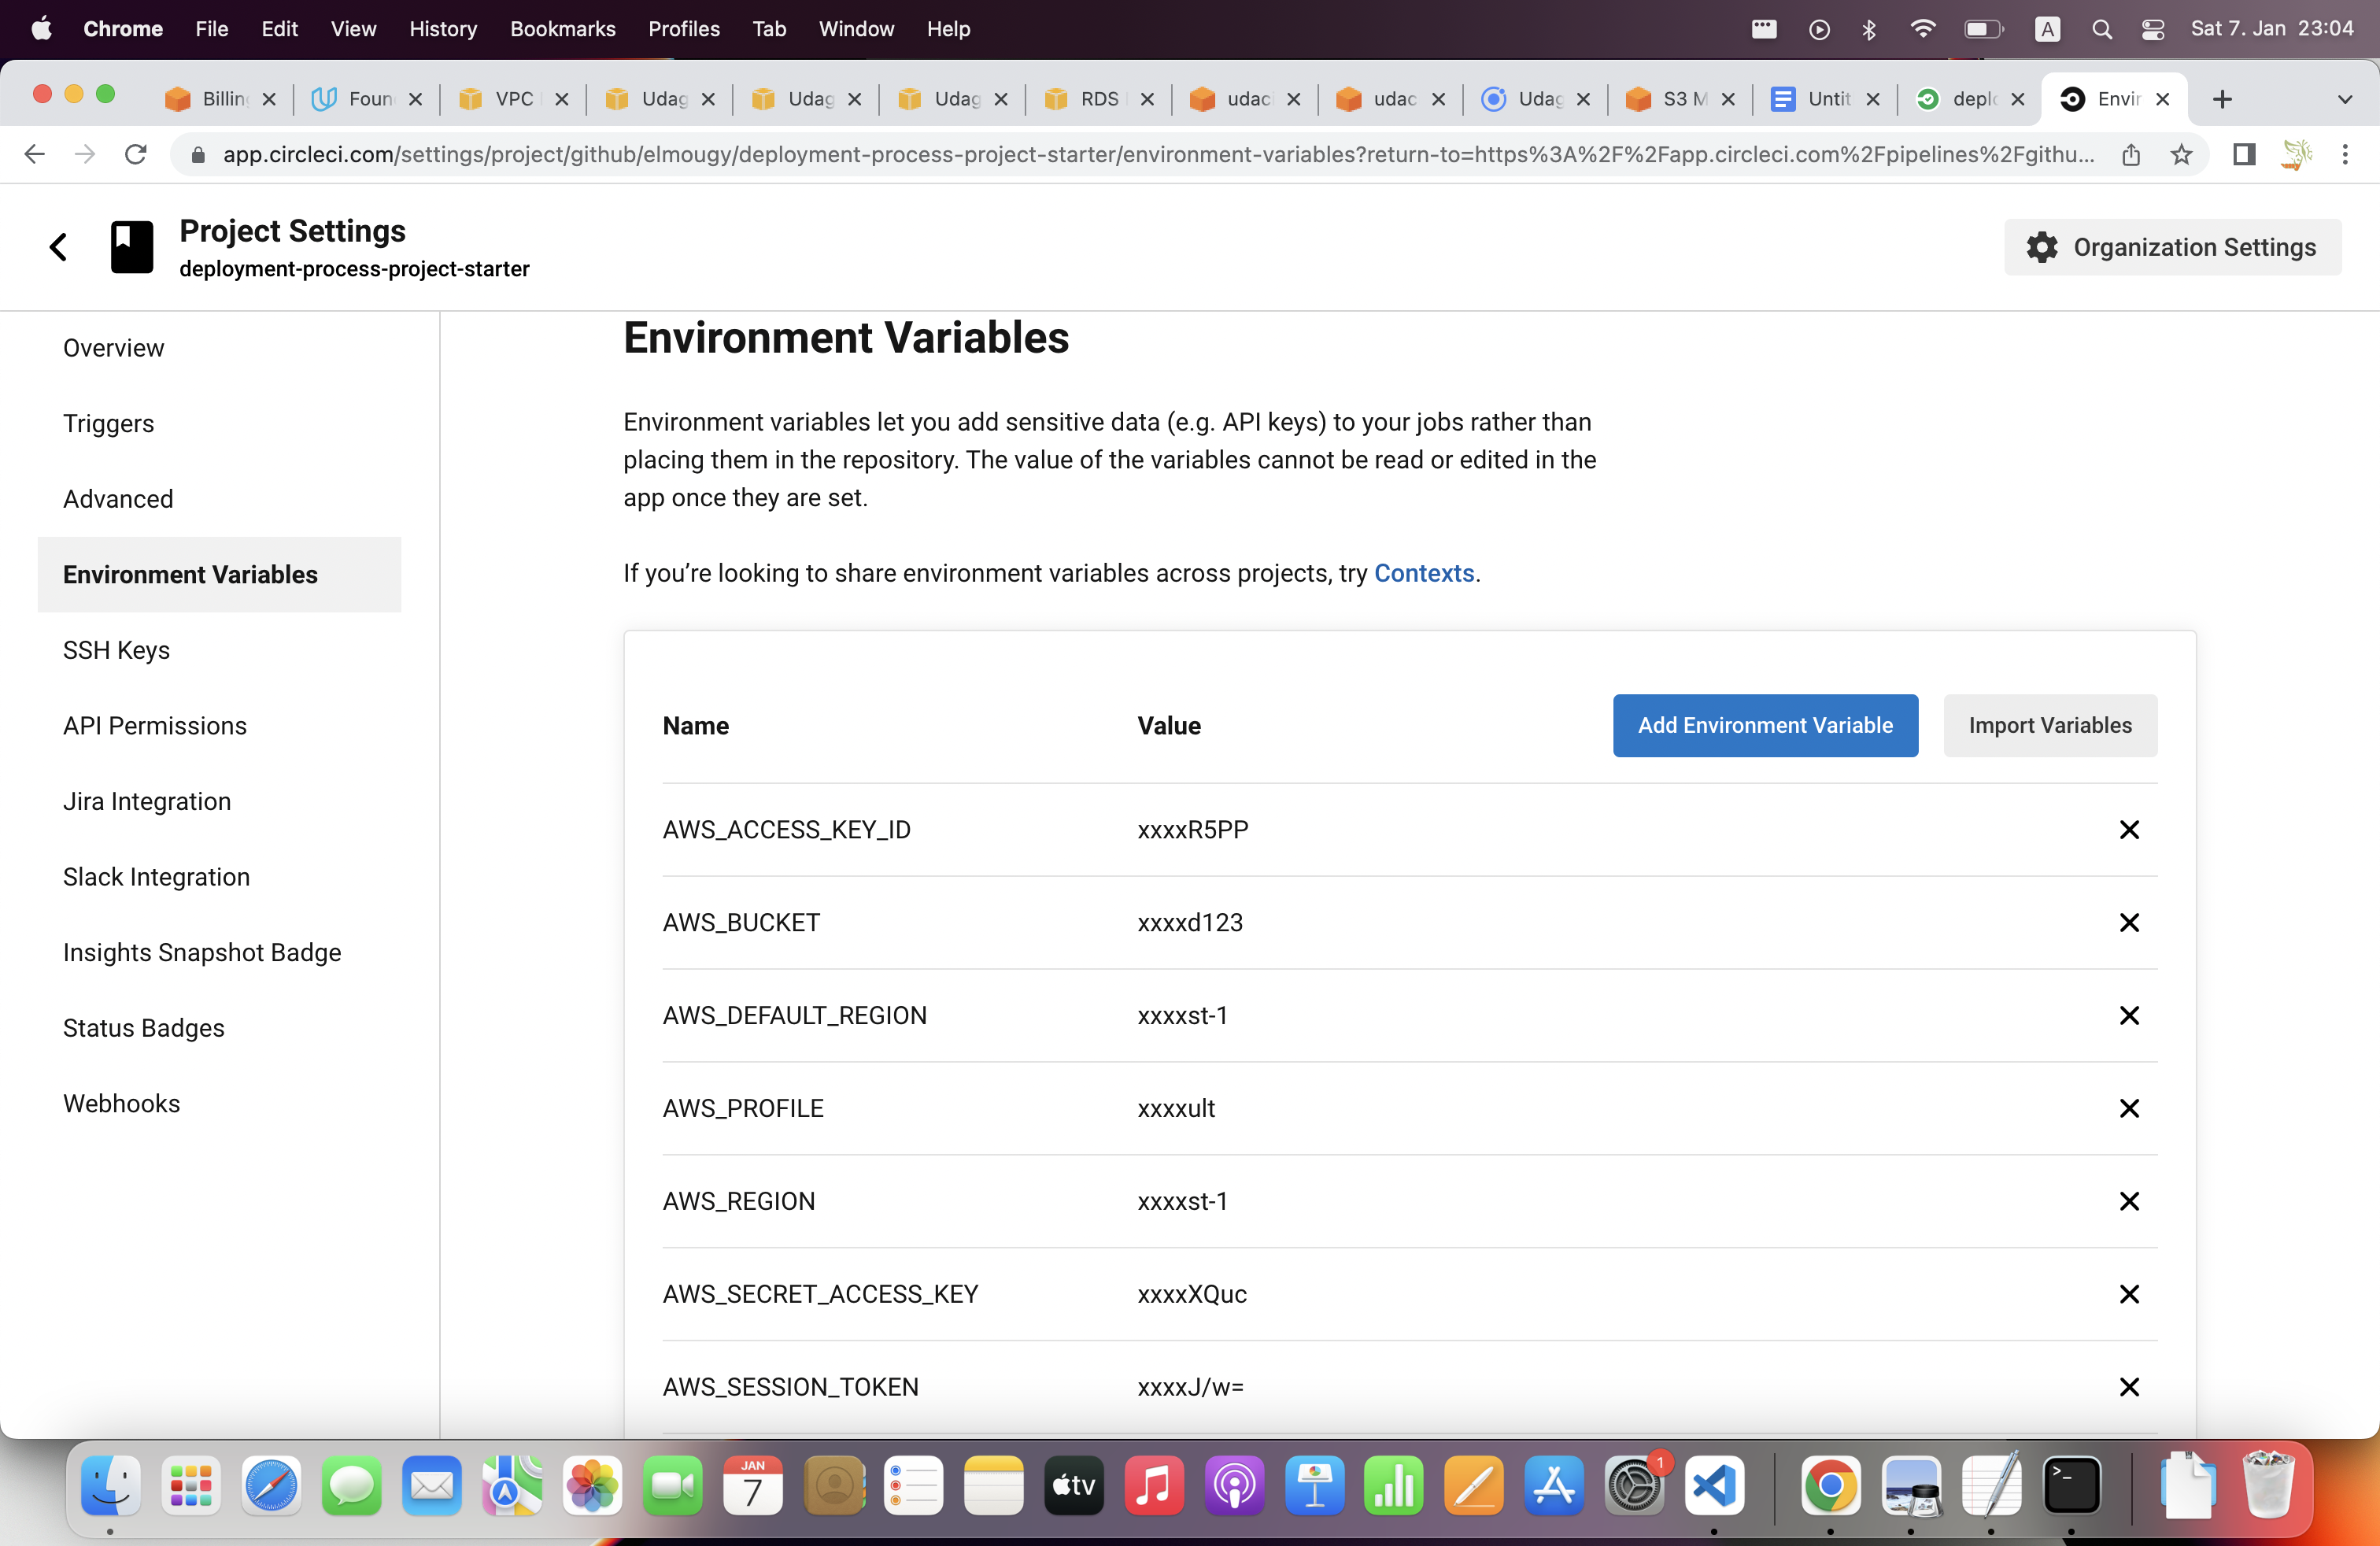 Chrome File Edit View History Bookmarks Profiles Tab Window Help A Sat 7. Jan 23:04
Billin Foun VPC Udag Udag Udag RDS udaci udac Udag S3 M Untit deplo Envir
app.circleci.com/settings/project/github/elmougy/deployment-process-project-starter/environment-variables?return-to=https%3A%2F%2Fapp.circleci.com%2Fpipelines%2Fgithu...
Project Settings
deployment-process-project-starter
Organization Settings
Overview
Triggers
Advanced
Environment Variables
SSH Keys
API Permissions
Jira Integration
Slack Integration
Insights Snapshot Badge
Status Badges
Webhooks
Environment Variables
Environment variables let you add sensitive data (e.g. API keys) to your jobs rather than
placing them in the repository. The value of the variables cannot be read or edited in the
app once they are set.
If you’re looking to share environment variables across projects, try Contexts.
Name Value Add Environment Variable Import Variables
AWS_ACCESS_KEY_ID xxxxR5PP
AWS_BUCKET xxxxd123
AWS_DEFAULT_REGION xxxxst-1
AWS_PROFILE xxxxult
AWS_REGION xxxxst-1
AWS_SECRET_ACCESS_KEY xxxxXQuc
AWS_SESSION_TOKEN xxxxJ/w=
JAN
7
tv
1